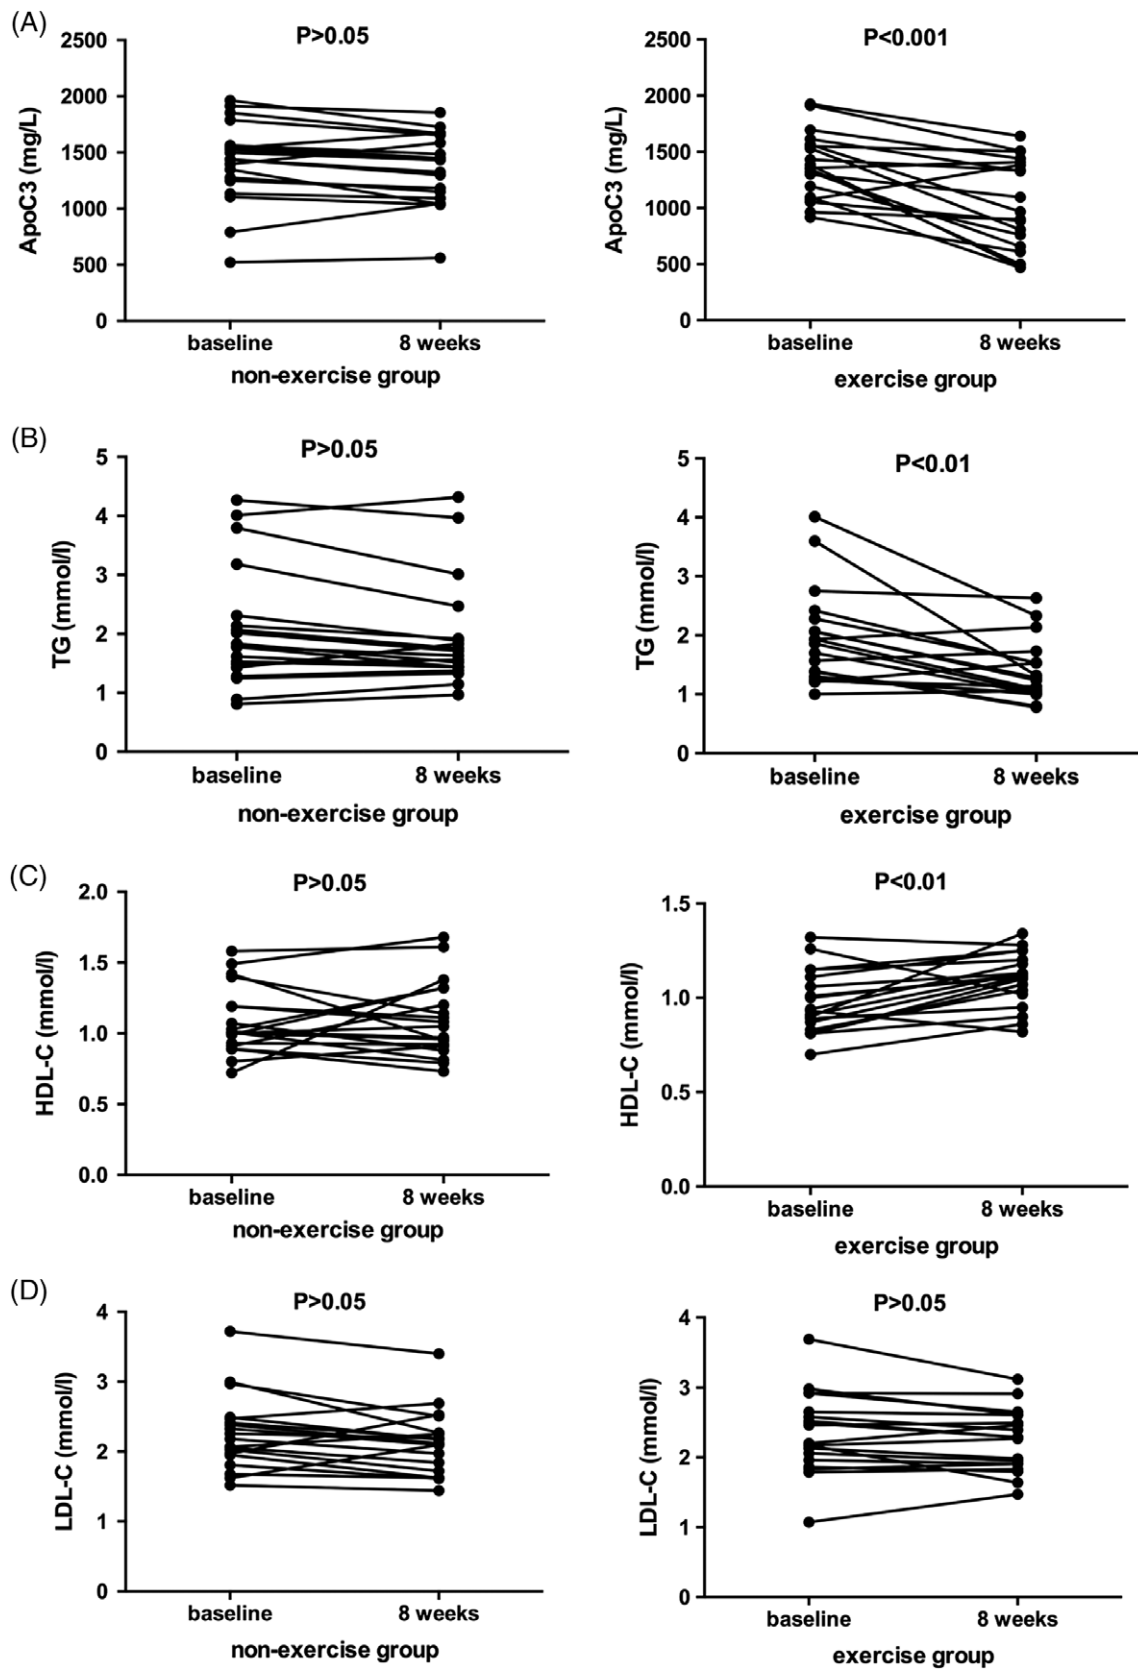 (A)
P>0.05
P<0.001
ApoC3 (mg/L)
2500
2000
1500
1000
500
0
baseline 8 weeks
non-exercise group
ApoC3 (mg/L)
2500
2000
1500
1000
500
0
baseline 8 weeks
exercise group
(B)
P>0.05
P<0.01
TG (mmol/l)
5
4
3
2
1
0
baseline 8 weeks
non-exercise group
TG (mmol/l)
5
4
3
2
1
0
baseline 8 weeks
exercise group
(C)
P>0.05
P<0.01
HDL-C (mmol/l)
2.0
1.5
1.0
0.5
0.0
baseline 8 weeks
non-exercise group
HDL-C (mmol/l)
1.5
1.0
0.5
0.0
baseline 8 weeks
exercise group
(D)
P>0.05
P>0.05
LDL-C (mmol/l)
4
3
2
1
0
baseline 8 weeks
non-exercise group
LDL-C (mmol/l)
4
3
2
1
0
baseline 8 weeks
exercise group